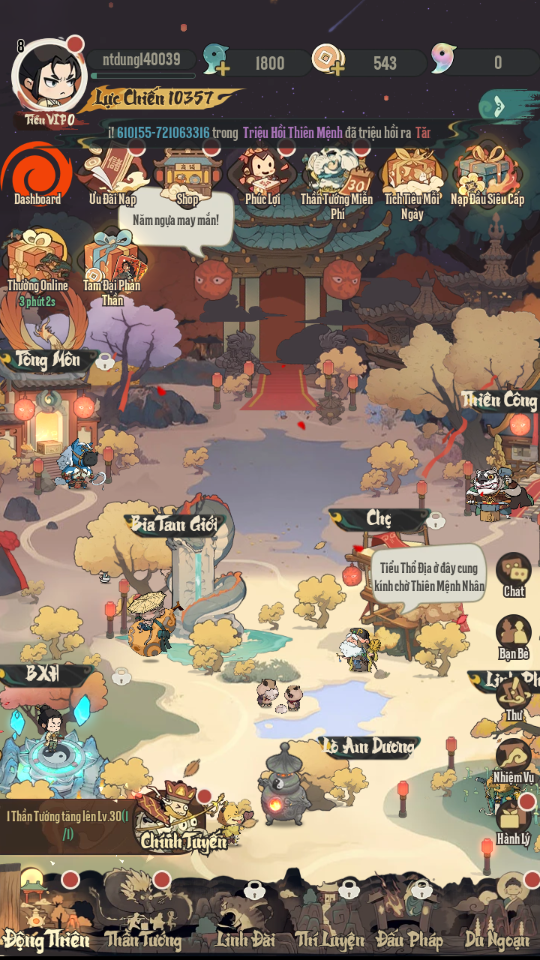 8
ntdung140039
1800
543
0
Tiên VIP 0
Lực Chiến 10357
i! 610155-721063316 trong Triệu Hồi Thiên Mệnh đã triệu hồi ra Tăr
Dashboard
Ưu Đãi Nạp
Shop
Phúc Lợi
Thần Tướng Miễn
Phí
Tích Tiêu Mỗi
Ngày
Nạp Đầu Siêu Cấp
30
Năm ngựa may mắn!
Thưởng Online
3 phút 2s
Tam Đại Phần
Thần
Tông Môn
Thiên Công
Bia Tam Giới
Chợ
Tiểu Thổ Địa ở đây cung
kính chờ Thiên Mệnh Nhân
Chat
Bạn Bè
BXH
Thư
Lò Âm Dương
Nhiệm Vụ
1 Thần Tướng tăng lên Lv.30(1
/1)
Chính Tuyến
Hành Lý
Động Thiên
Thần Tướng
Linh Đài
Thí Luyện
Đấu Pháp
Du Ngoạn